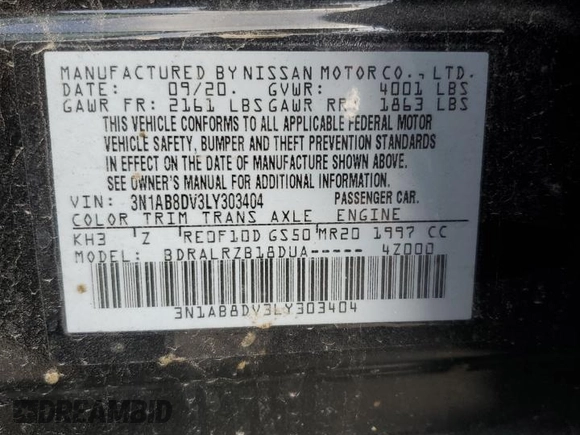 MANUFACTURED BY NISSAN MOTOR CO., LTD.
DATE: 09/20. GVWR: 4001 LBS
GAWR FR: 2161 LBS GAWR RR: 1863 LBS
THIS VEHICLE CONFORMS TO ALL APPLICABLE FEDERAL MOTOR
VEHICLE SAFETY, BUMPER AND THEFT PREVENTION STANDARDS
IN EFFECT ON THE DATE OF MANUFACTURE SHOWN ABOVE.
SEE OWNER'S MANUAL FOR ADDITIONAL INFORMATION.
VIN: 3N1AB8DV3LY303404 PASSENGER CAR.
COLOR TRIM TRANS AXLE ENGINE
KH3 Z RE0F10D GS50 MR20 1997 CC
MODEL: BDRALRZB18DUA----- 4Z000
3N1AB8DV3LY303404
DREAMBID